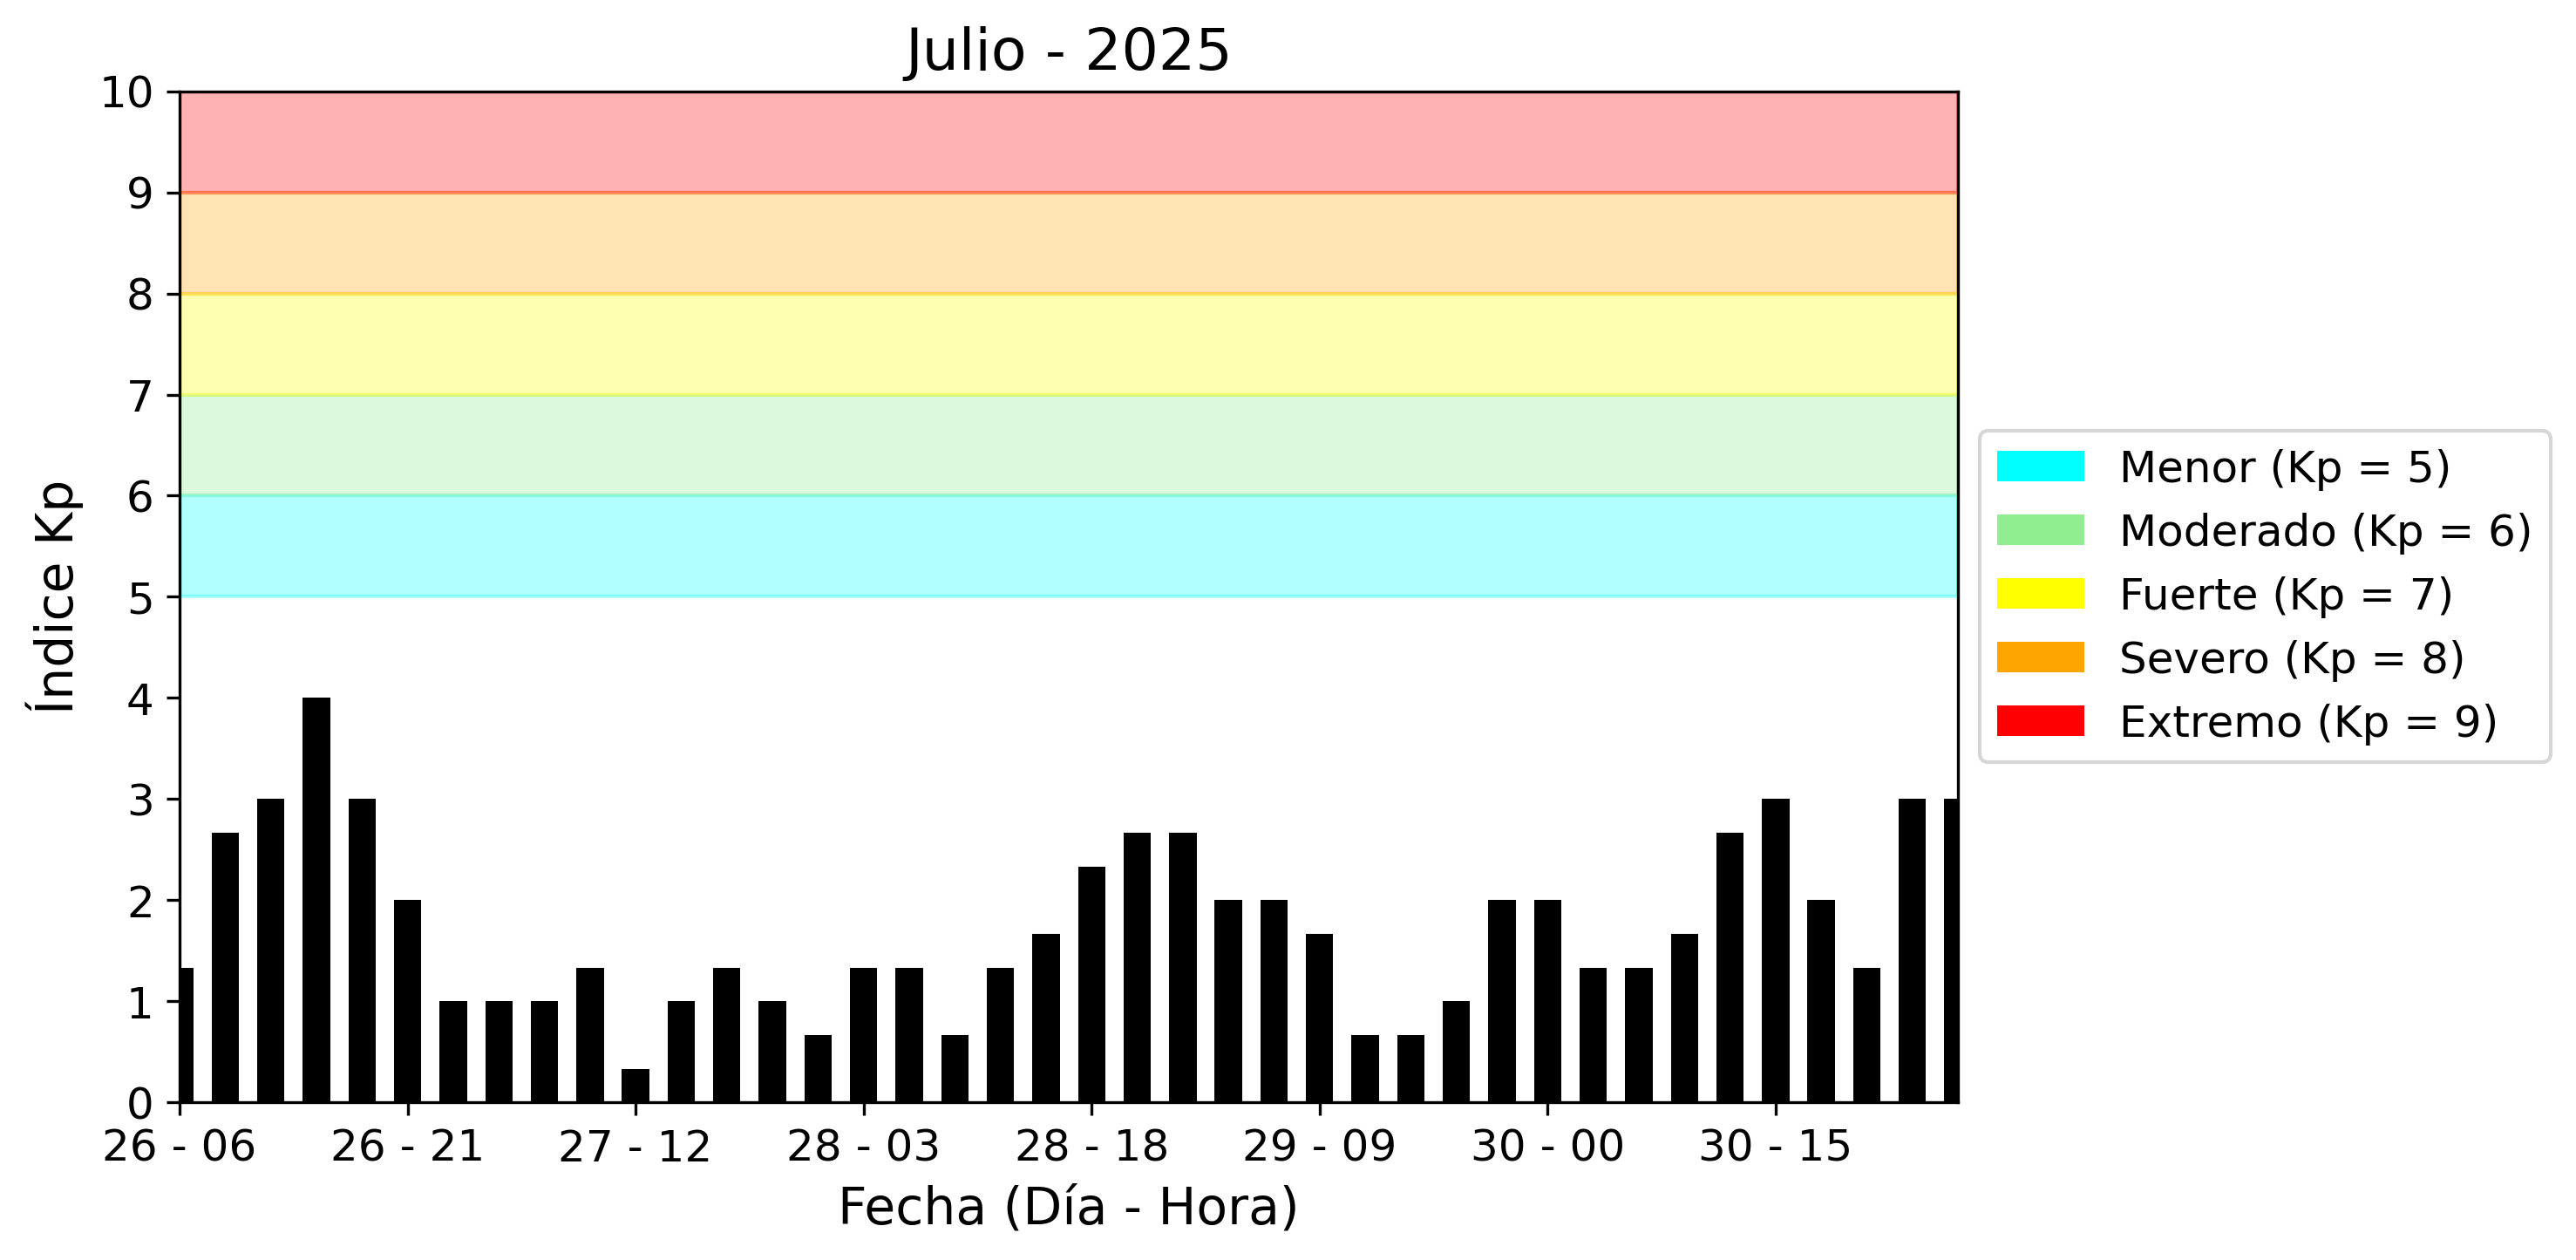 Julio - 2025
10
9
8
7
6
5
4
3
2
1
0
Índice Kp
26 - 06
26 - 21
27 - 12
28 - 03
28 - 18
29 - 09
30 - 00
30 - 15
Fecha (Día - Hora)
Menor (Kp = 5)
Moderado (Kp = 6)
Fuerte (Kp = 7)
Severo (Kp = 8)
Extremo (Kp = 9)